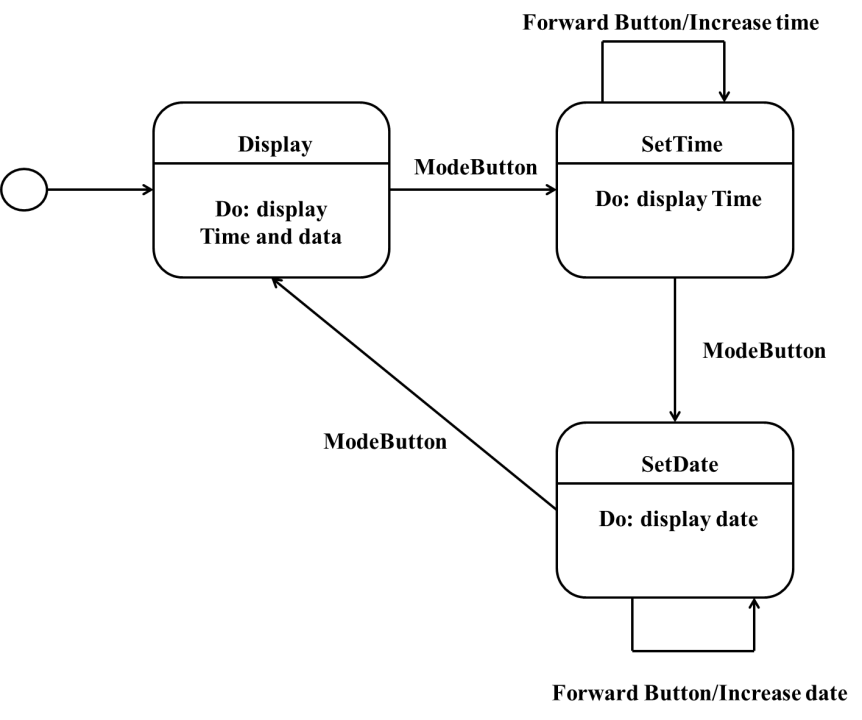 Forward Button/Increase time
Display
SetTime
ModeButton
Do: display
Time and data
Do: display Time
ModeButton
ModeButton
SetDate
Do: display date
Forward Button/Increase date